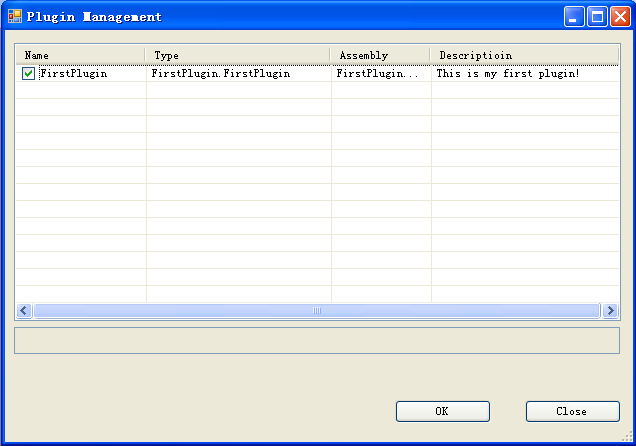 Plugin Management
Name Type Assembly Descriptioin
FirstPlugin FirstPlugin.FirstPlugin FirstPlugin... This is my first plugin!
OK Close